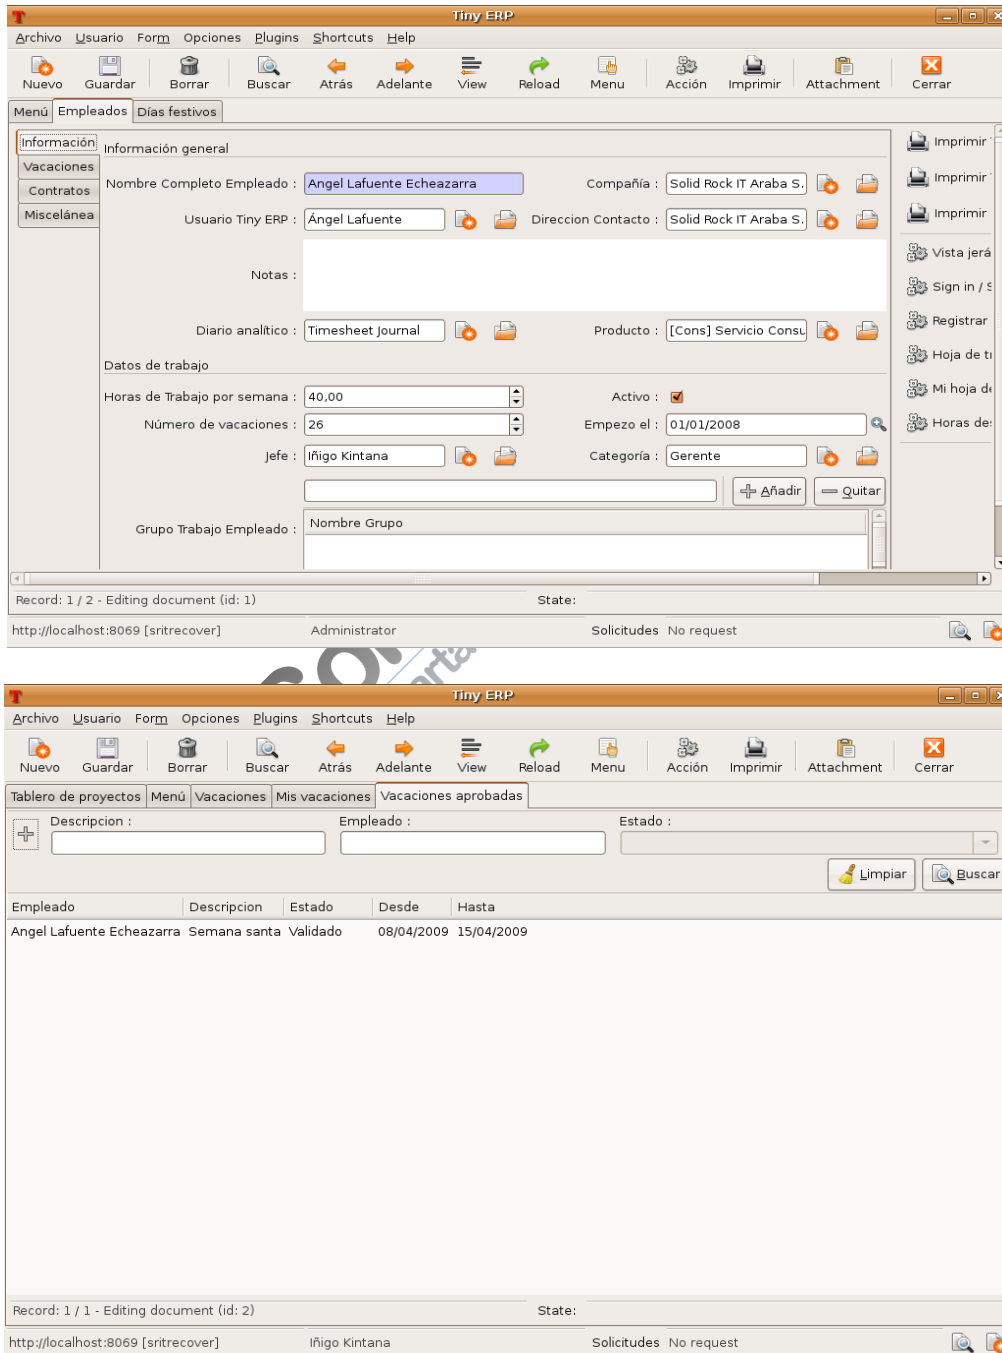 Tiny ERP
Archivo Usuario Form Opciones Plugins Shortcuts Help
Nuevo Guardar Borrar Buscar Atrás Adelante View Reload Menu Acción Imprimir Attachment Cerrar
Menú Empleados Días festivos
Información
Vacaciones
Contratos
Miscelánea
Información general
Nombre Completo Empleado : Angel Lafuente Echeazarra Compañía : Solid Rock IT Araba S.
Usuario Tiny ERP : Ángel Lafuente Direccion Contacto : Solid Rock IT Araba S.
Notas :
Diario analítico : Timesheet Journal Producto : [Cons] Servicio Consu
Datos de trabajo
Horas de Trabajo por semana : 40,00 Activo :
Número de vacaciones : 26 Empezo el : 01/01/2008
Jefe : Iñigo Kintana Categoría : Gerente
Añadir Quitar
Grupo Trabajo Empleado : Nombre Grupo
Imprimir
Imprimir
Imprimir
Vista jerá
Sign in / S
Registrar
Hoja de tr
Mi hoja de
Horas des
Record: 1 / 2 - Editing document (id: 1) State:
http://localhost:8069 [sritrecover] Administrator Solicitudes No request
Tiny ERP
Archivo Usuario Form Opciones Plugins Shortcuts Help
Nuevo Guardar Borrar Buscar Atrás Adelante View Reload Menu Acción Imprimir Attachment Cerrar
Tablero de proyectos Menú Vacaciones Mis vacaciones Vacaciones aprobadas
Descripcion : Empleado : Estado :
Limpiar Buscar
Empleado Descripcion Estado Desde Hasta
Angel Lafuente Echeazarra Semana santa Validado 08/04/2009 15/04/2009
Record: 1 / 1 - Editing document (id: 2) State:
http://localhost:8069 [sritrecover] Iñigo Kintana Solicitudes No request